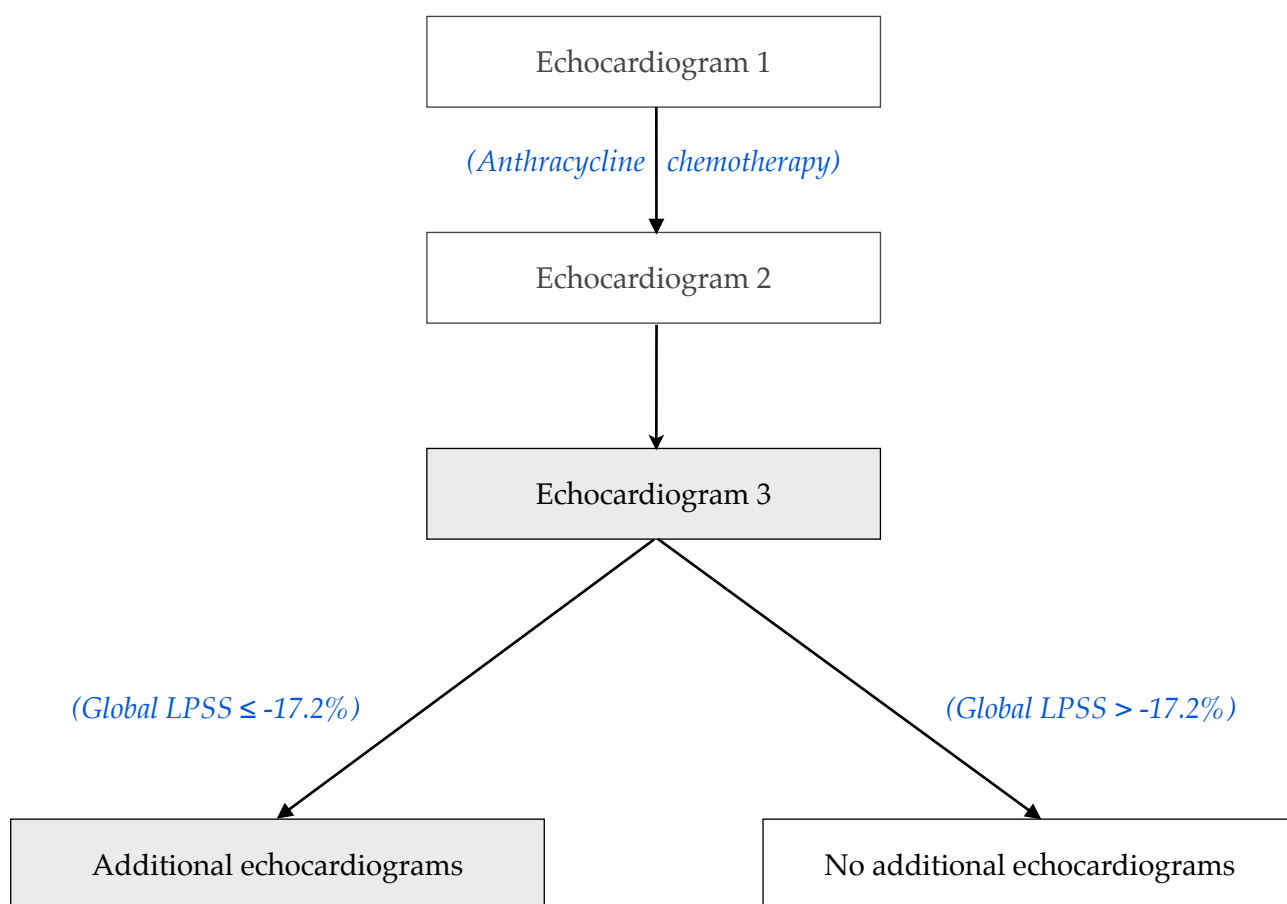 Echocardiogram 1
(Anthracycline chemotherapy)
Echocardiogram 2
Echocardiogram 3
(Global LPSS ≤ -17.2%)
(Global LPSS > -17.2%)
Additional echocardiograms
No additional echocardiograms